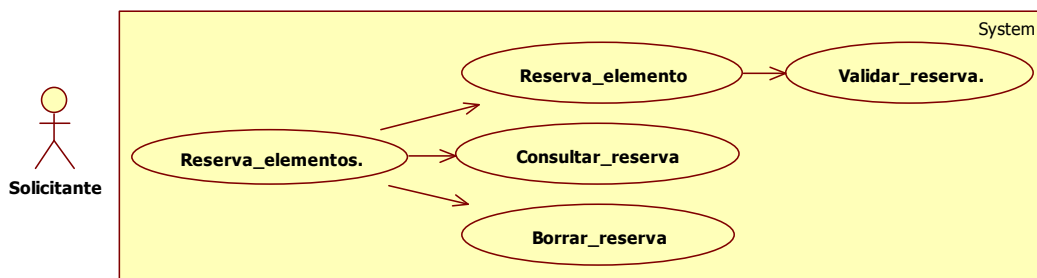 System
Reserva_elemento
Validar_reserva.
Reserva_elementos.
Consultar_reserva
Solicitante
Borrar_reserva